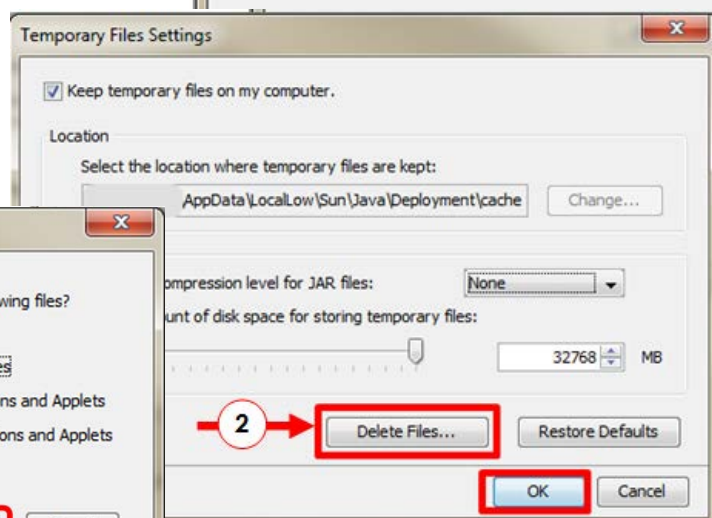 Temporary Files Settings
Keep temporary files on my computer.
Location
Select the location where temporary files are kept:
AppData\LocalLow\Sun\Java\Deployment\cache
Change...
compression level for JAR files:
None
unt of disk space for storing temporary files:
32768 MB
2
Delete Files...
Restore Defaults
OK
Cancel
wing files?
es
ns and Applets
ons and Applets